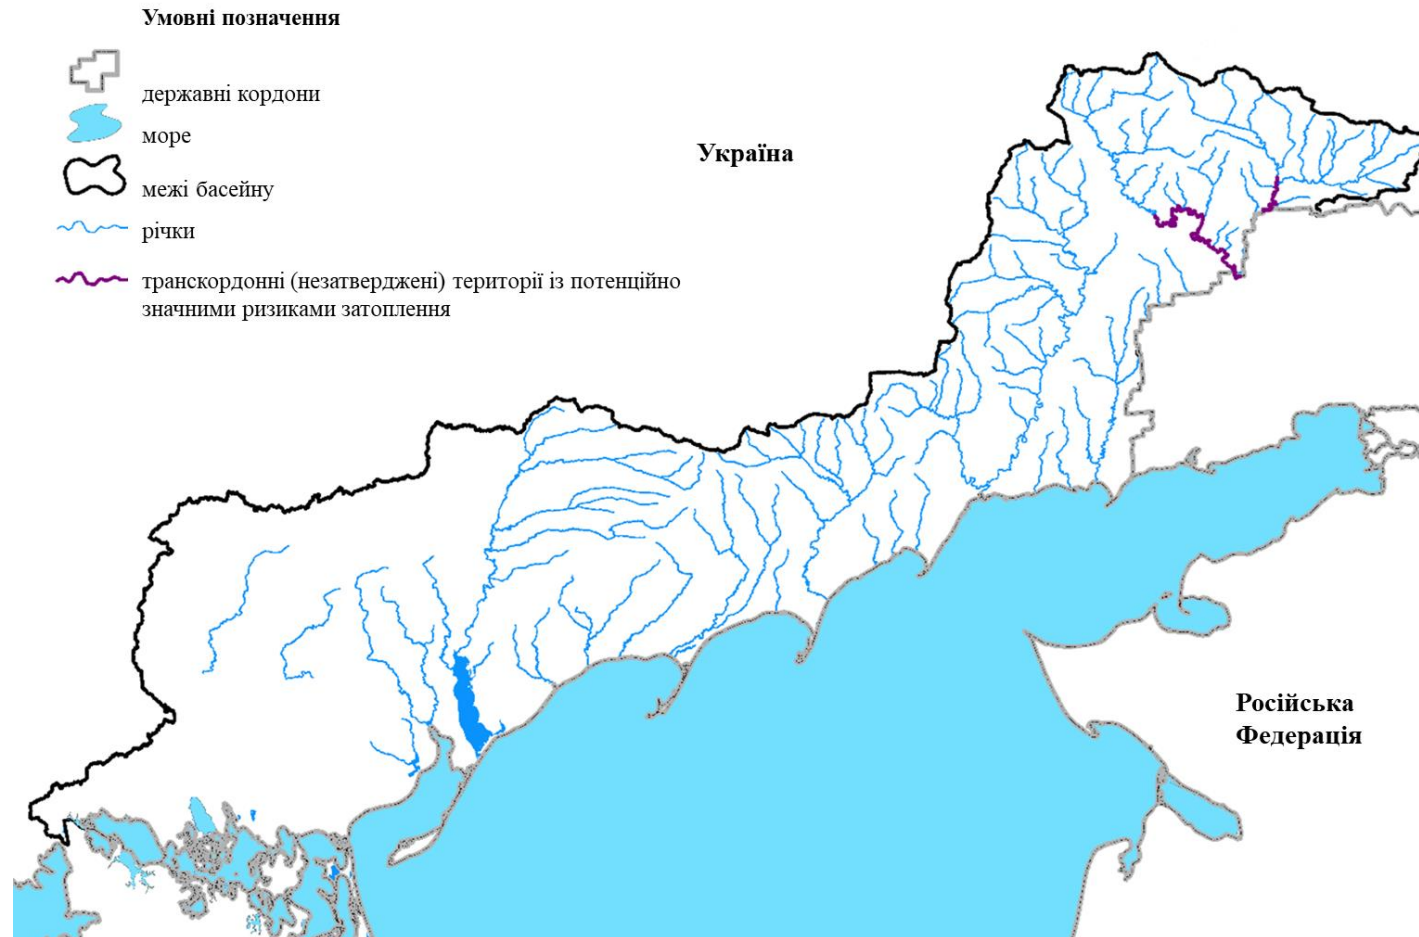 Умовні позначення
державні кордони
море
межі басейну
річки
транскордонні (незатверджені) території із потенційно
значними ризиками затоплення
Україна
Російська
Федерація